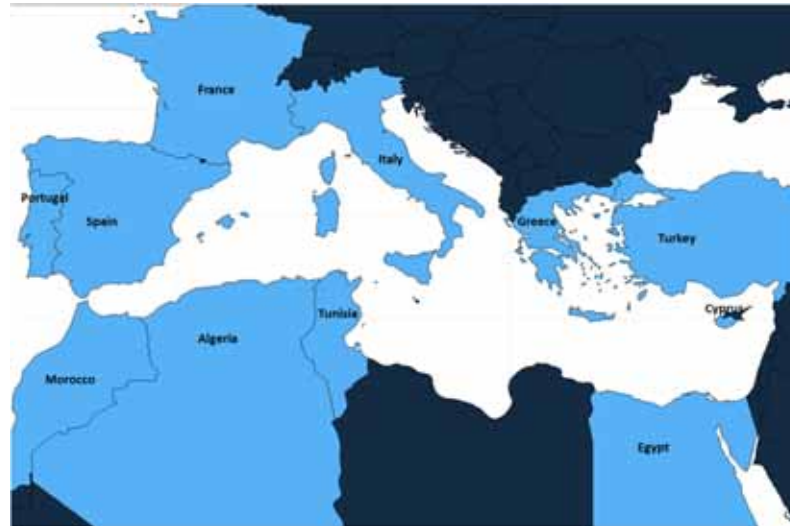 France
Italy
Portugal
Spain
Greece
Turkey
Cyprus
Tunisia
Algeria
Morocco
Egypt